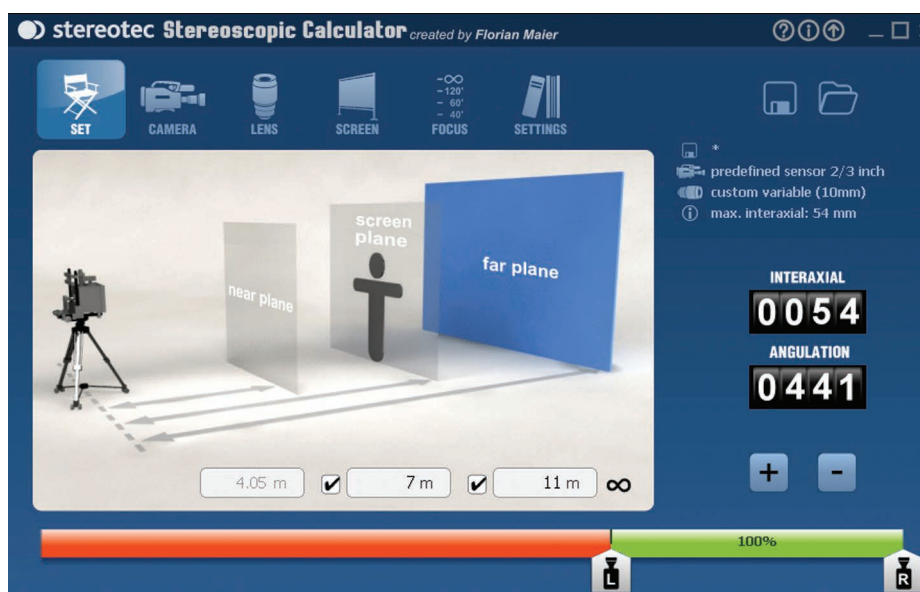 stereotec Stereoscopic Calculator created by Florian Maier
SET
CAMERA
LENS
SCREEN
-∞
-120'
- 60'
- 40'
FOCUS
SETTINGS
*
predefined sensor 2/3 inch
custom variable (10mm)
max. interaxial: 54 mm
near plane
screen
plane
far plane
INTERAXIAL
0054
ANGULATION
0441
+ -
4.05 m 7 m 11 m ∞
100%
L R